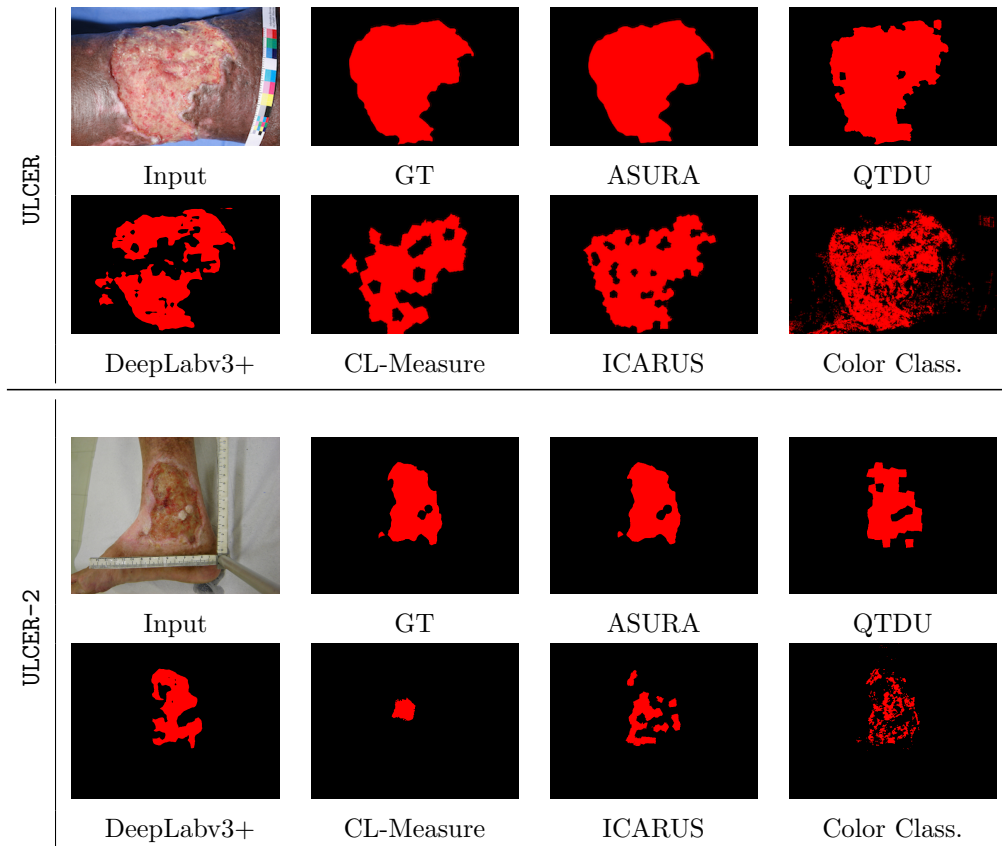 ULCER
Input
GT
ASURA
QTDU
DeepLabv3+
CL-Measure
ICARUS
Color Class.
ULCER-2
Input
GT
ASURA
QTDU
DeepLabv3+
CL-Measure
ICARUS
Color Class.